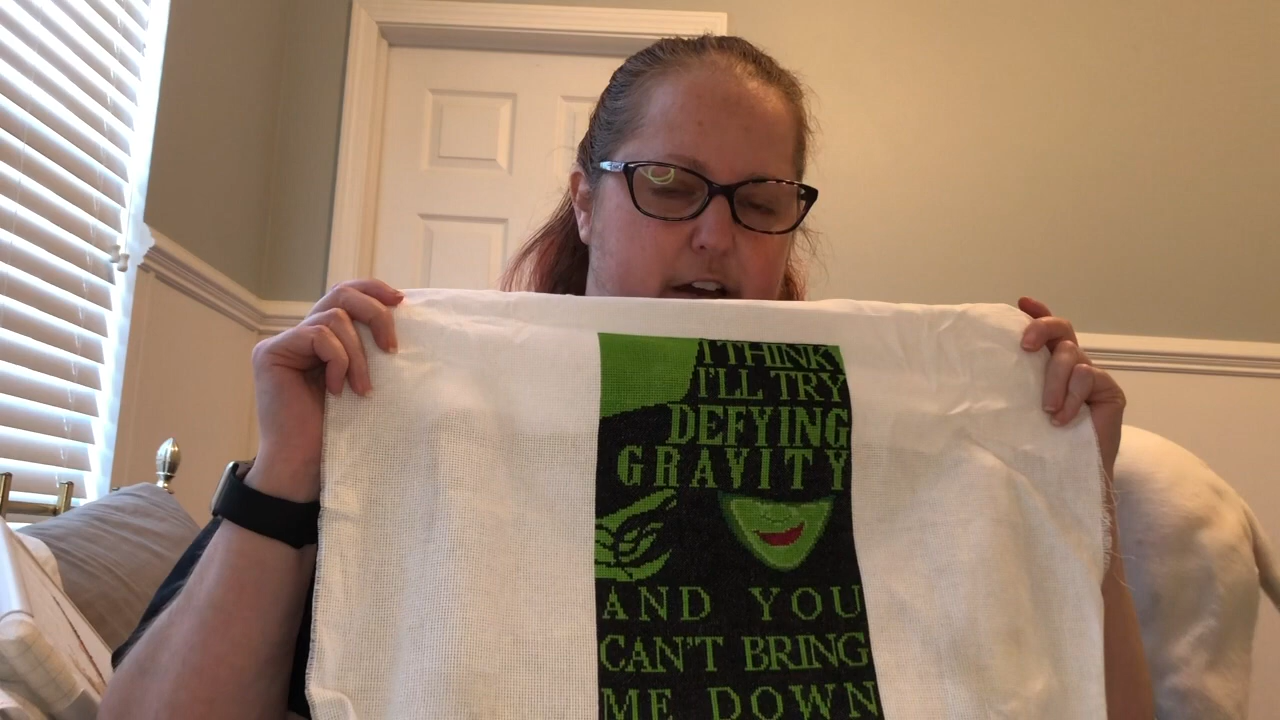 I THINK
I'LL TRY
DEFYING
GRAVITY
AND YOU
CAN'T BRING
ME DOWN